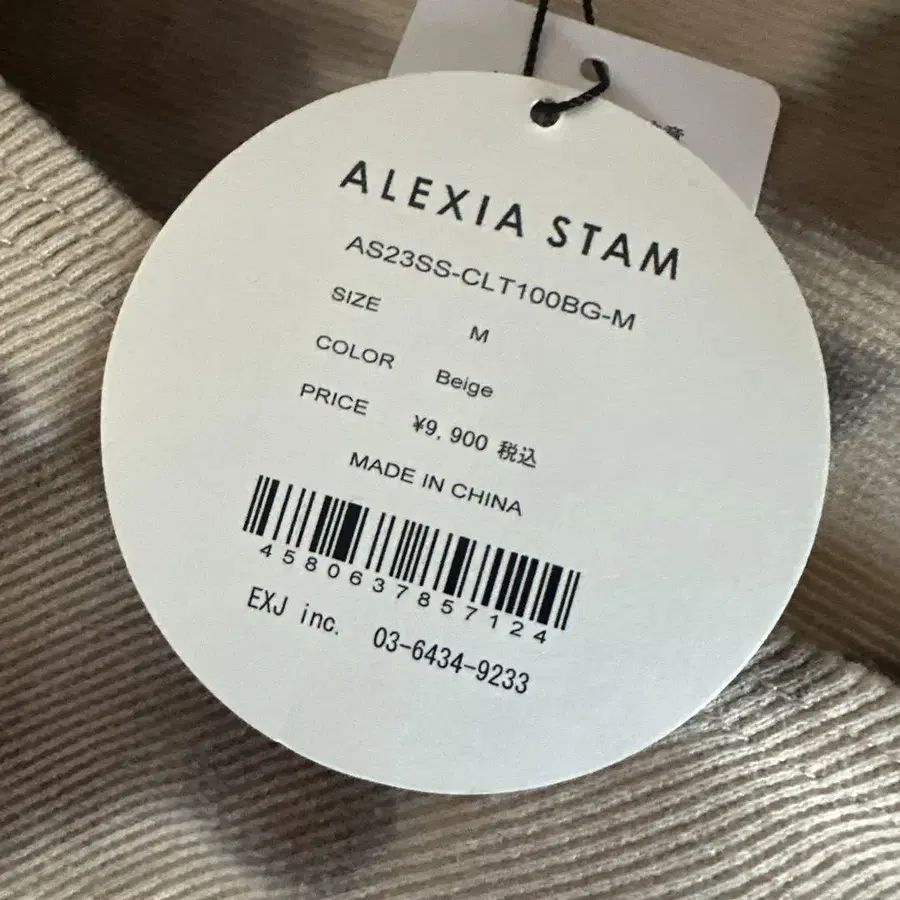 ALEXIA STAM
AS23SS-CLT100BG-M
SIZE M
COLOR Beige
PRICE ¥9,900 税込
MADE IN CHINA
4580637857124
EXJ inc. 03-6434-9233